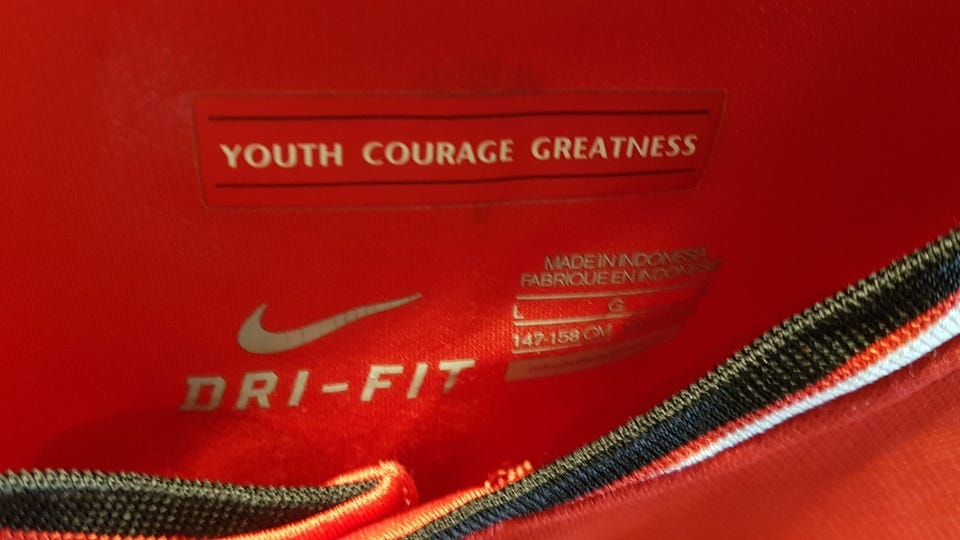 YOUTH COURAGE GREATNESS
MADE IN INDONESIA
FABRIQUE EN INDONESIE
L G
147-158 CM
DRI-FIT